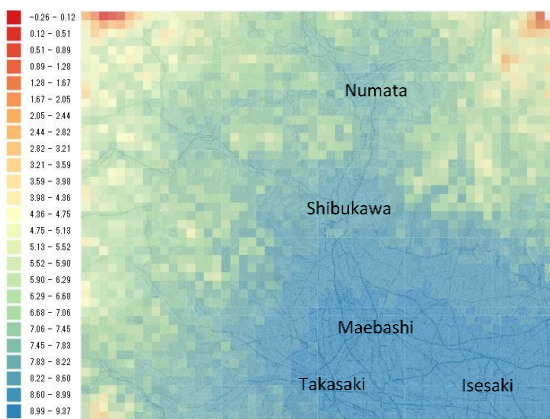 -0.26 - 0.12
0.12 - 0.51
0.51 - 0.89
0.89 - 1.28
1.28 - 1.67
1.67 - 2.05
2.05 - 2.44
2.44 - 2.82
2.82 - 3.21
3.21 - 3.59
3.59 - 3.98
3.98 - 4.36
4.36 - 4.75
4.75 - 5.13
5.13 - 5.52
5.52 - 5.90
5.90 - 6.29
6.29 - 6.68
6.68 - 7.06
7.06 - 7.45
7.45 - 7.83
7.83 - 8.22
8.22 - 8.60
8.60 - 8.99
8.99 - 9.37
Numata
Shibukawa
Maebashi
Takasaki
Isesaki